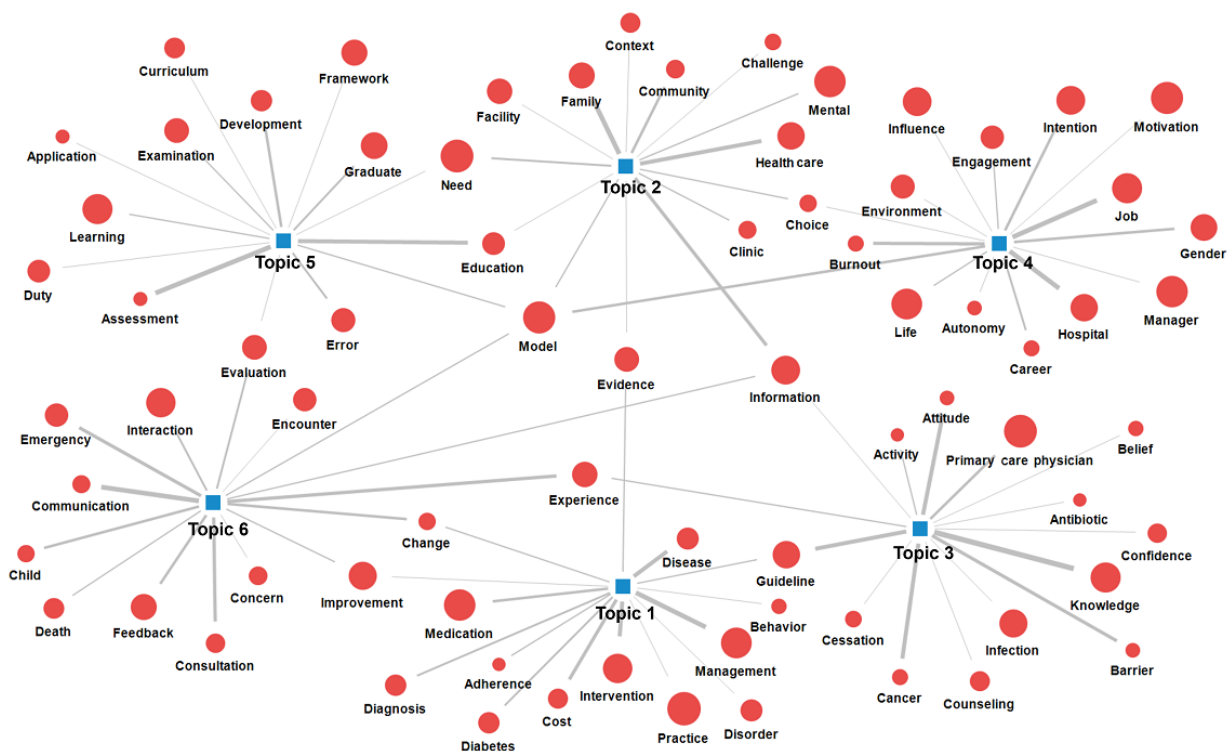 Context
Curriculum
Framework
Challenge
Family
Community
Mental
Facility
Influence
Intention
Motivation
Development
Application
Examination
Graduate
Need
Health care
Engagement
Topic 2
Environment
Job
Choice
Learning
Clinic
Gender
Topic 5
Education
Burnout
Topic 4
Duty
Assessment
Error
Model
Life
Autonomy
Hospital
Manager
Career
Evaluation
Evidence
Information
Attitude
Emergency
Interaction
Encounter
Activity
Primary care physician
Belief
Communication
Experience
Antibiotic
Topic 6
Change
Topic 3
Confidence
Disease
Guideline
Child
Concern
Improvement
Topic 1
Knowledge
Death
Feedback
Medication
Behavior
Cessation
Consultation
Management
Infection
Barrier
Adherence
Diagnosis
Intervention
Cancer
Counseling
Diabetes
Cost
Practice
Disorder